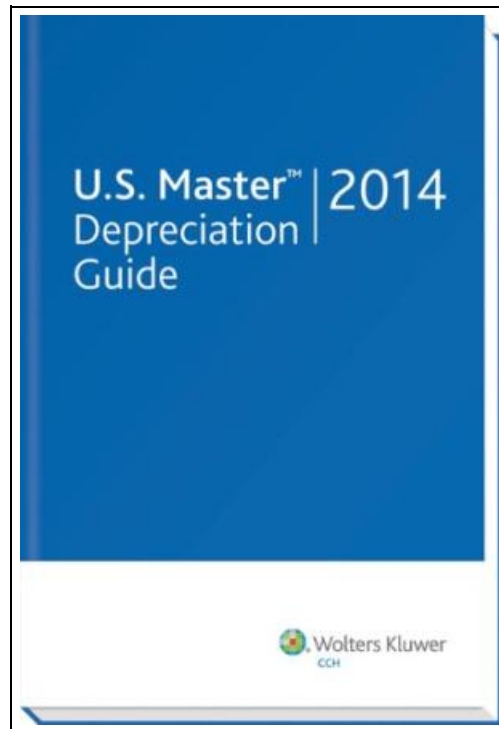 U.S. Master™ | 2014
Depreciation
Guide
Wolters Kluwer
CCH